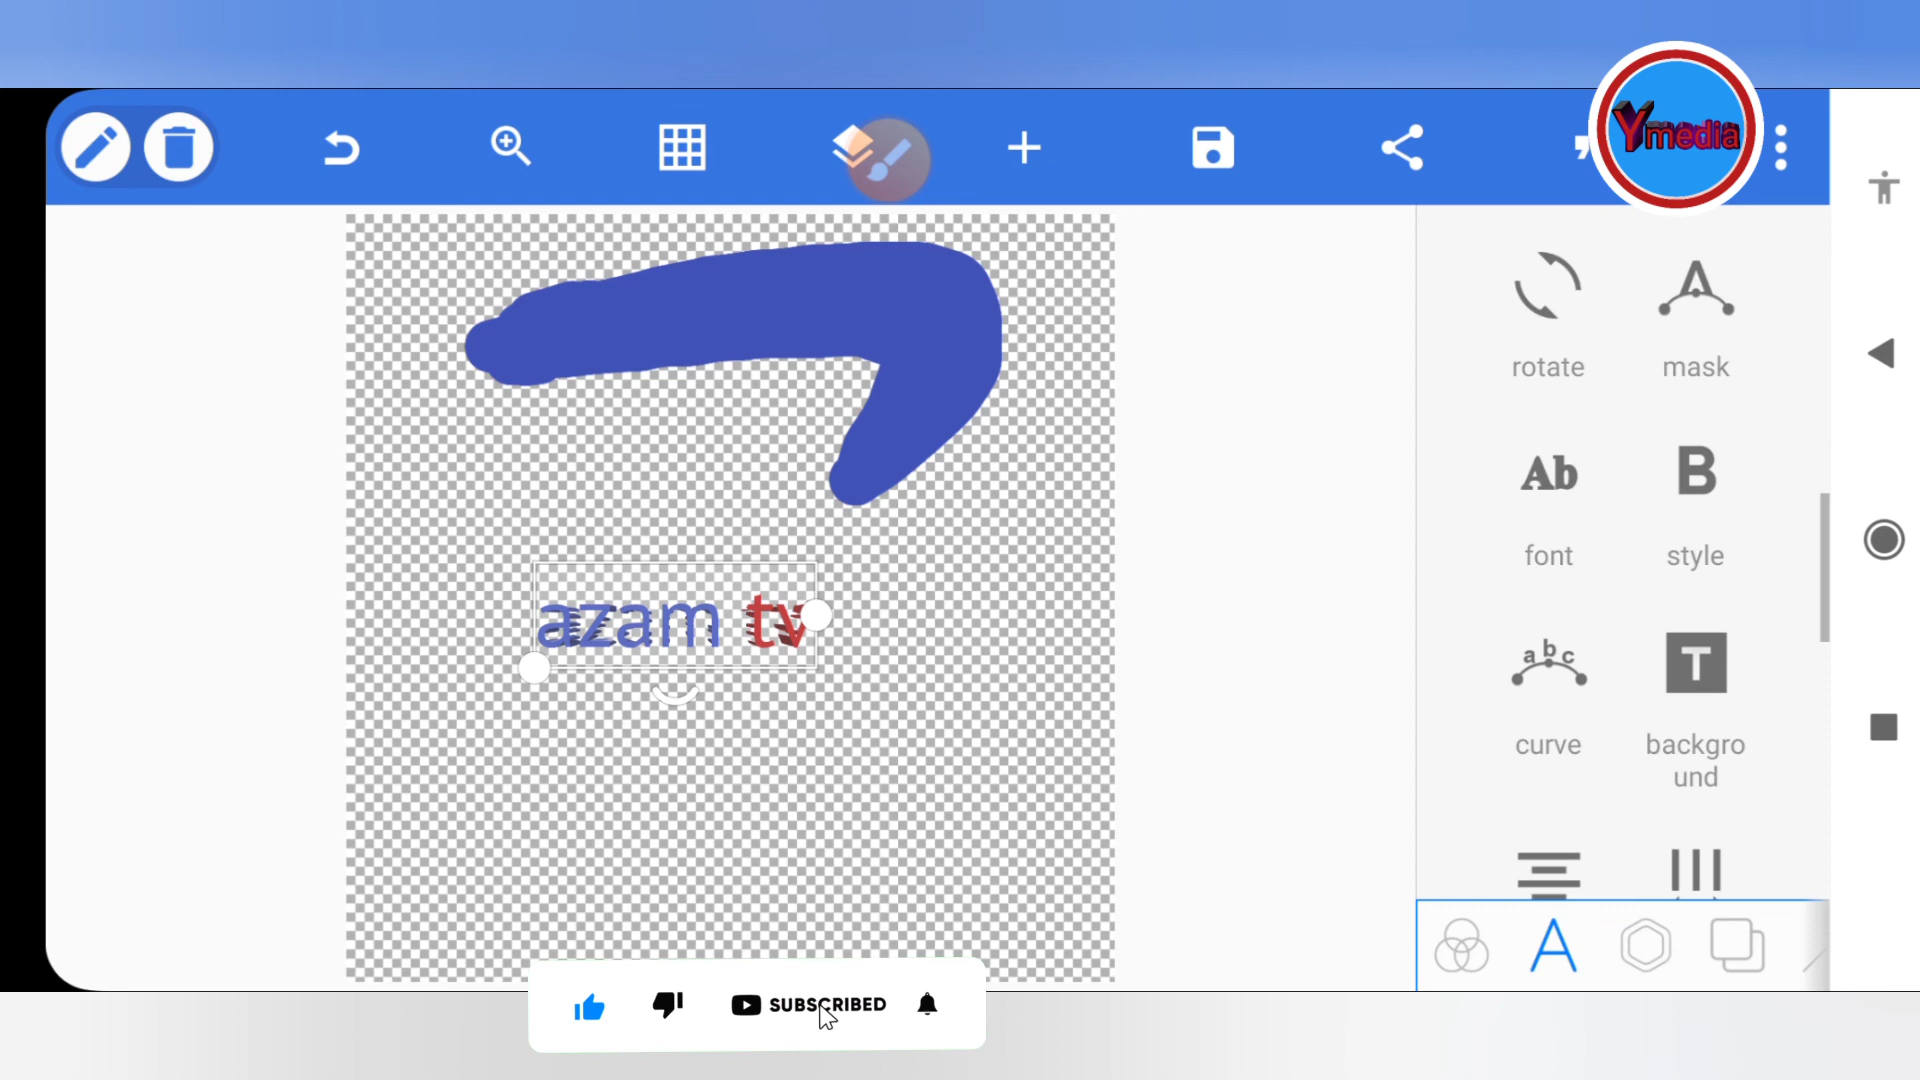 Ymedia
rotate
mask
Ab
B
font
style
abc
T
curve
backgro
und
azam tv
A
SUBSCRIBED